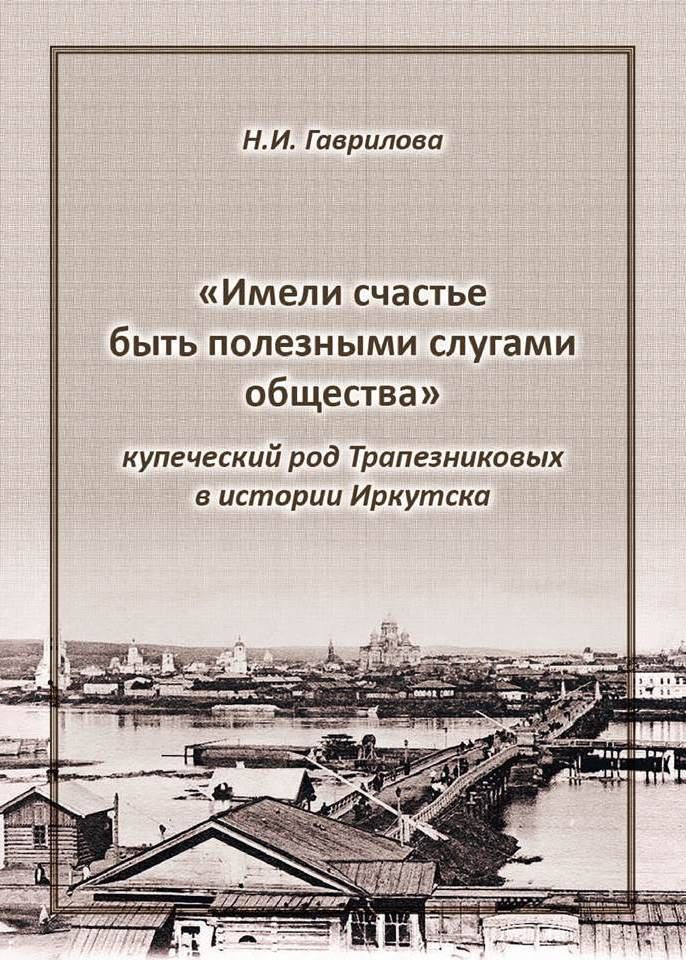 Н.И. Гаврилова
«Имели счастье
быть полезными слугами
общества»
купеческий род Трапезниковых
в истории Иркутска